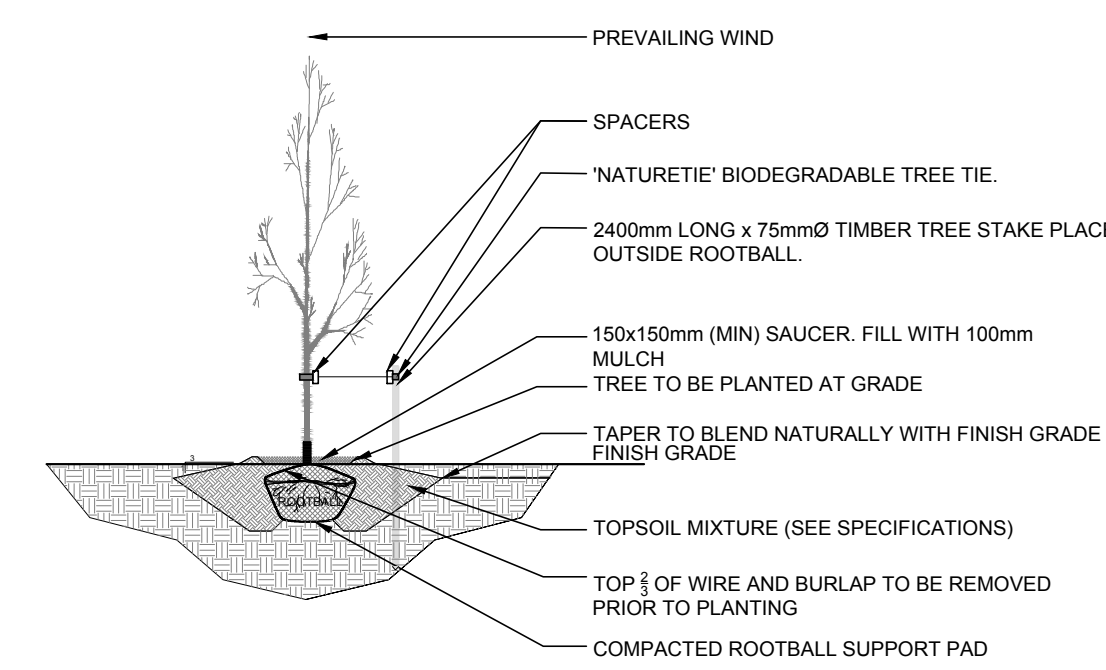 PREVAILING WIND
SPACERS
'NATURETIE' BIODEGRADABLE TREE TIE.
2400mm LONG x 75mmØ TIMBER TREE STAKE PLACE
OUTSIDE ROOTBALL.
150x150mm (MIN) SAUCER. FILL WITH 100mm
MULCH
TREE TO BE PLANTED AT GRADE
TAPER TO BLEND NATURALLY WITH FINISH GRADE
FINISH GRADE
3
ROOTBALL
TOPSOIL MIXTURE (SEE SPECIFICATIONS)
TOP 2/3 OF WIRE AND BURLAP TO BE REMOVED
PRIOR TO PLANTING
COMPACTED ROOTBALL SUPPORT PAD